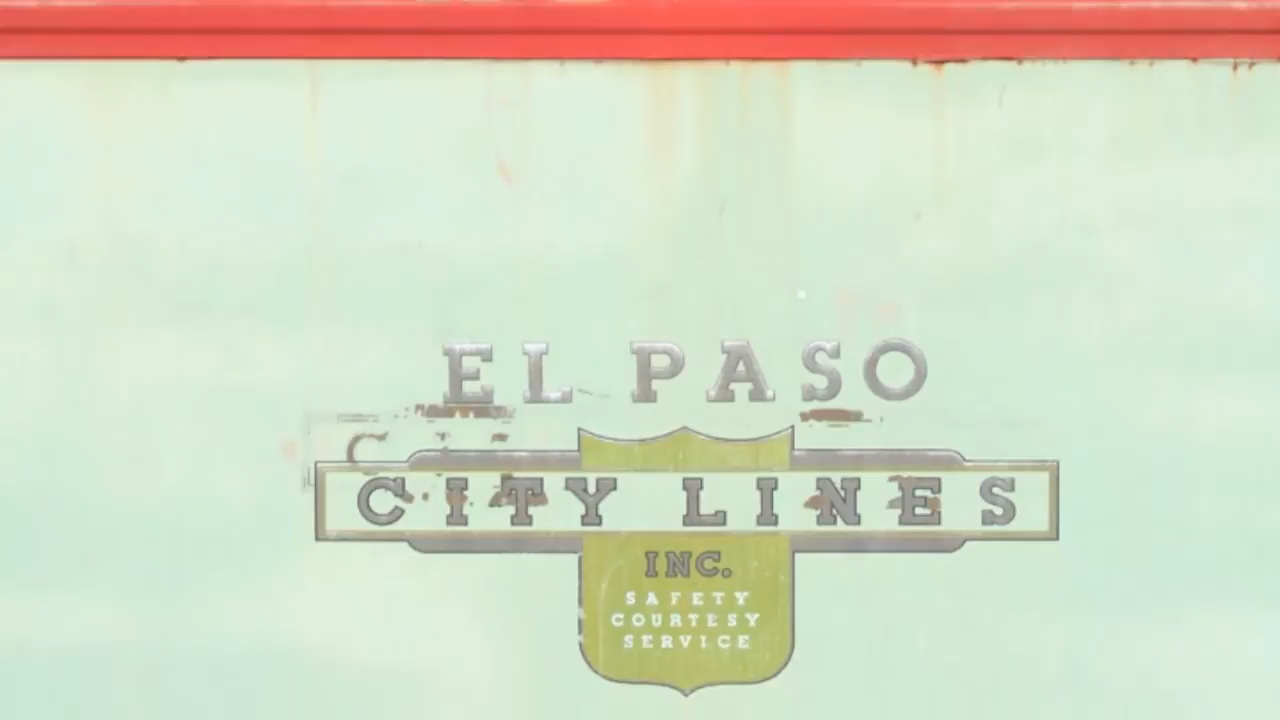 EL PASO
CITY LINES
INC.
SAFETY
COURTESY
SERVICE